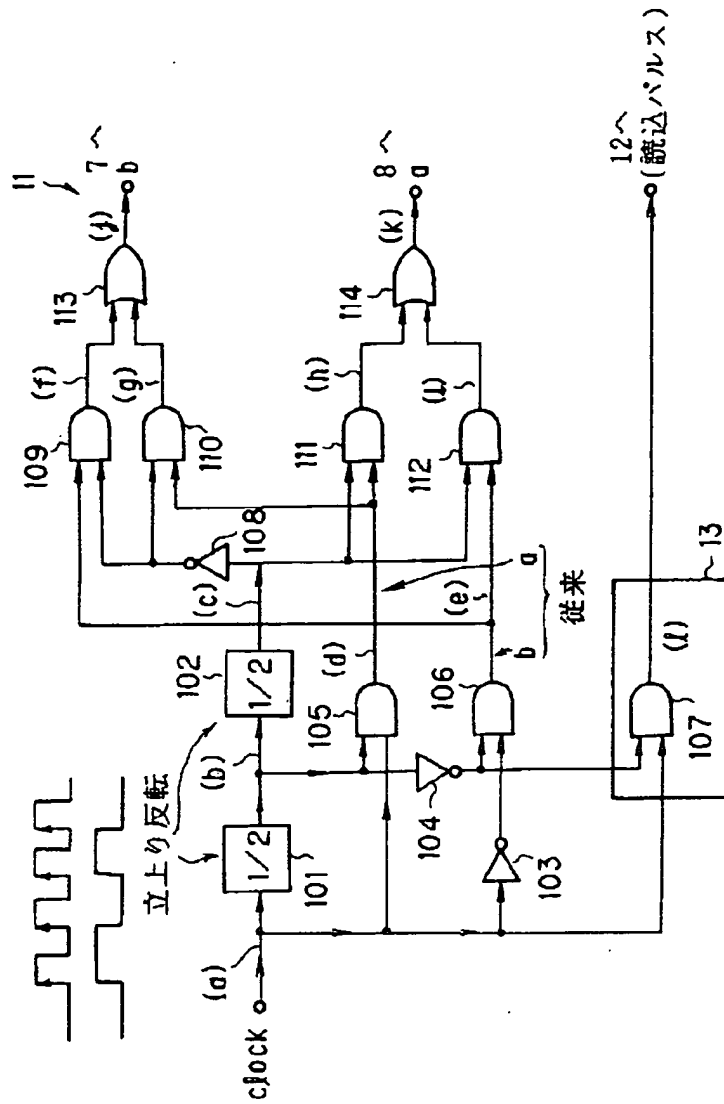 11
7へ
b
(j)
113
(f)
(g)
109
110
108
8へ
a
(k)
114
(h)
(i)
111
112
12へ
(読込パルス)
(c)
102
1/2
(b)
立上り反転
1/2
101
(a)
clock
(d)
105
a
(e)
b
従来
106
104
103
13
(l)
107